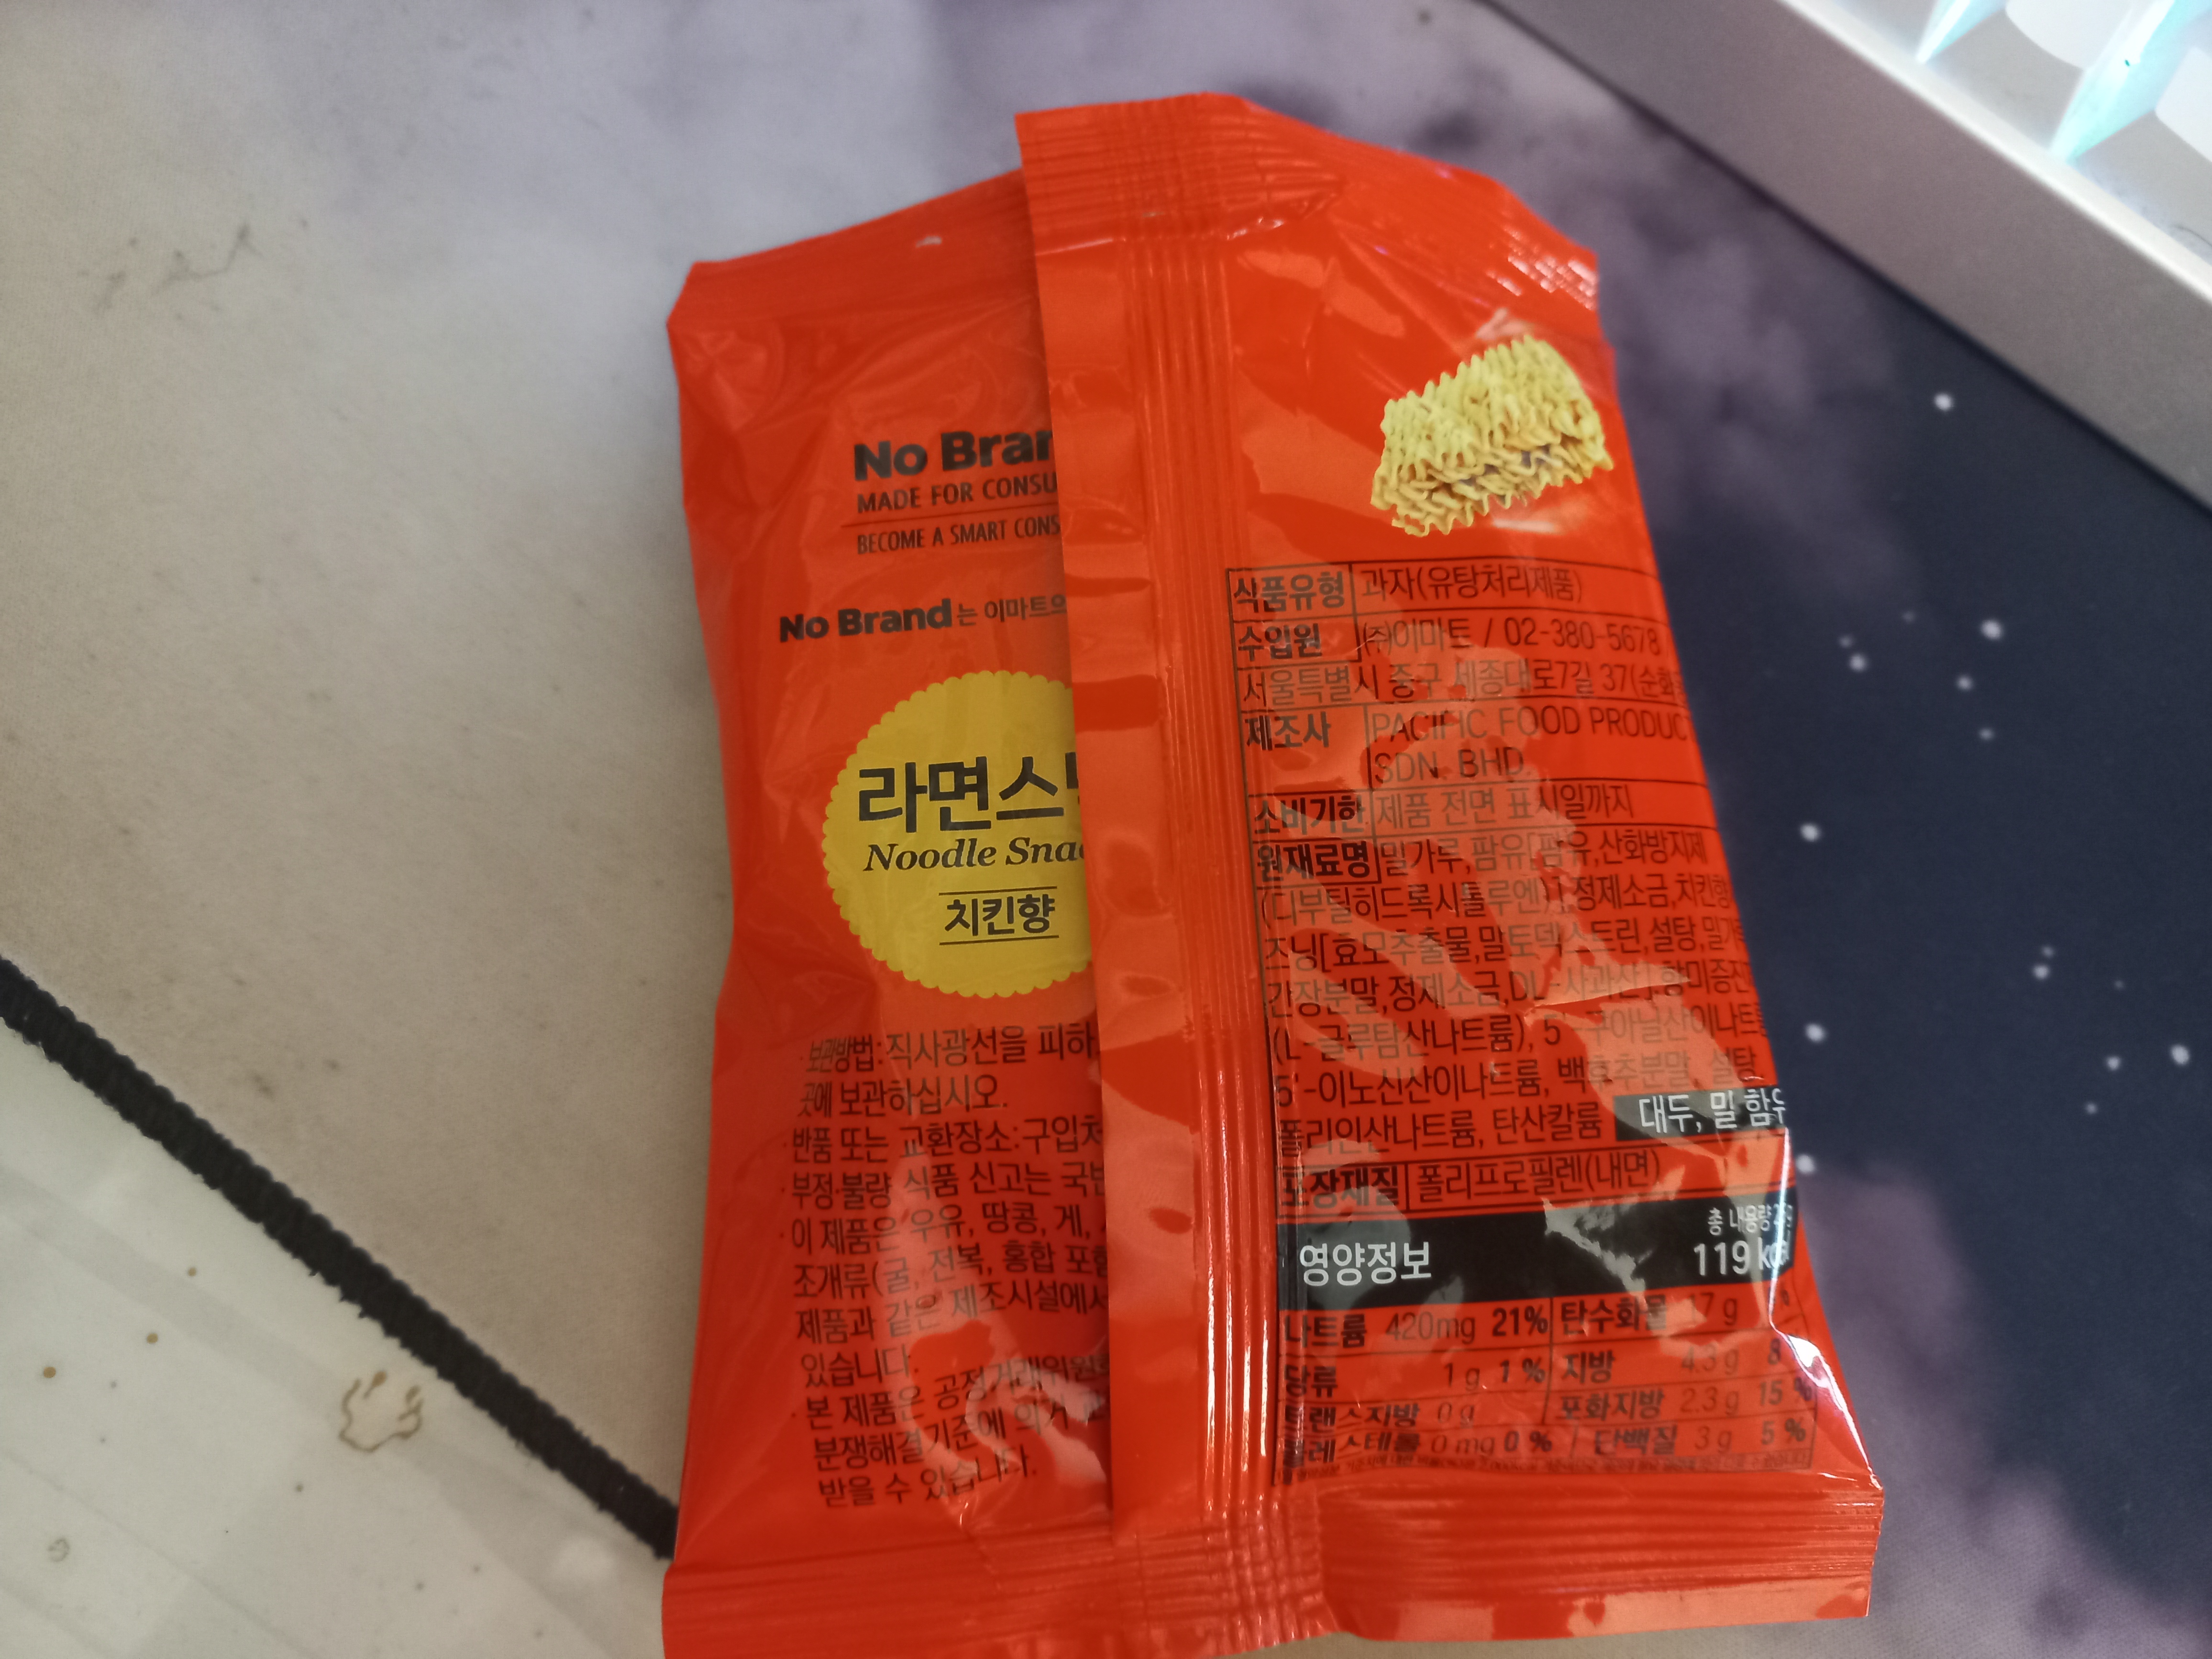 No Bran
MADE FOR CONSU
BECOME A SMART CONS
No Brand는 이마트의
라면스
Noodle Snac
치킨향
· 보관방법:직사광선을 피하
곳에 보관하십시오.
· 반품 또는 교환장소:구입처
· 부정·불량 식품 신고는 국번
· 이 제품은 우유, 땅콩, 게,
조개류(굴, 전복, 홍합 포함
제품과 같은 제조시설에서
있습니다.
· 본 제품은 공정거래위원회
분쟁해결기준에 의거
받을 수 있습니다.
식품유형 과자(유탕처리제품)
수입원 (주)이마트 / 02-380-5678
서울특별시 중구 세종대로7길 37(순화
제조사 PACIFIC FOOD PRODUCT
SDN. BHD.
소비기한 제품 전면 표시일까지
원재료명 밀가루,팜유[팜유,산화방지제
(디부틸히드록시톨루엔)],정제소금,치킨향
즈닝[효모추출물,말토덱스트린,설탕,밀가
간장분말,정제소금,DL-사과산],향미증진
(L-글루탐산나트륨), 5'-구아닐산이나트륨
5'-이노신산이나트륨, 백후추분말, 설탕
폴리인산나트륨, 탄산칼륨 대두, 밀 함유
포장재질 폴리프로필렌(내면)
총 내용량
영양정보 119 kcal
나트륨 420mg 21% 탄수화물 17 g %
당류 1 g 1 % 지방 4.3 g 8
트랜스지방 0 g 포화지방 2.3 g 15 %
콜레스테롤 0 mg 0 % 단백질 3 g 5 %